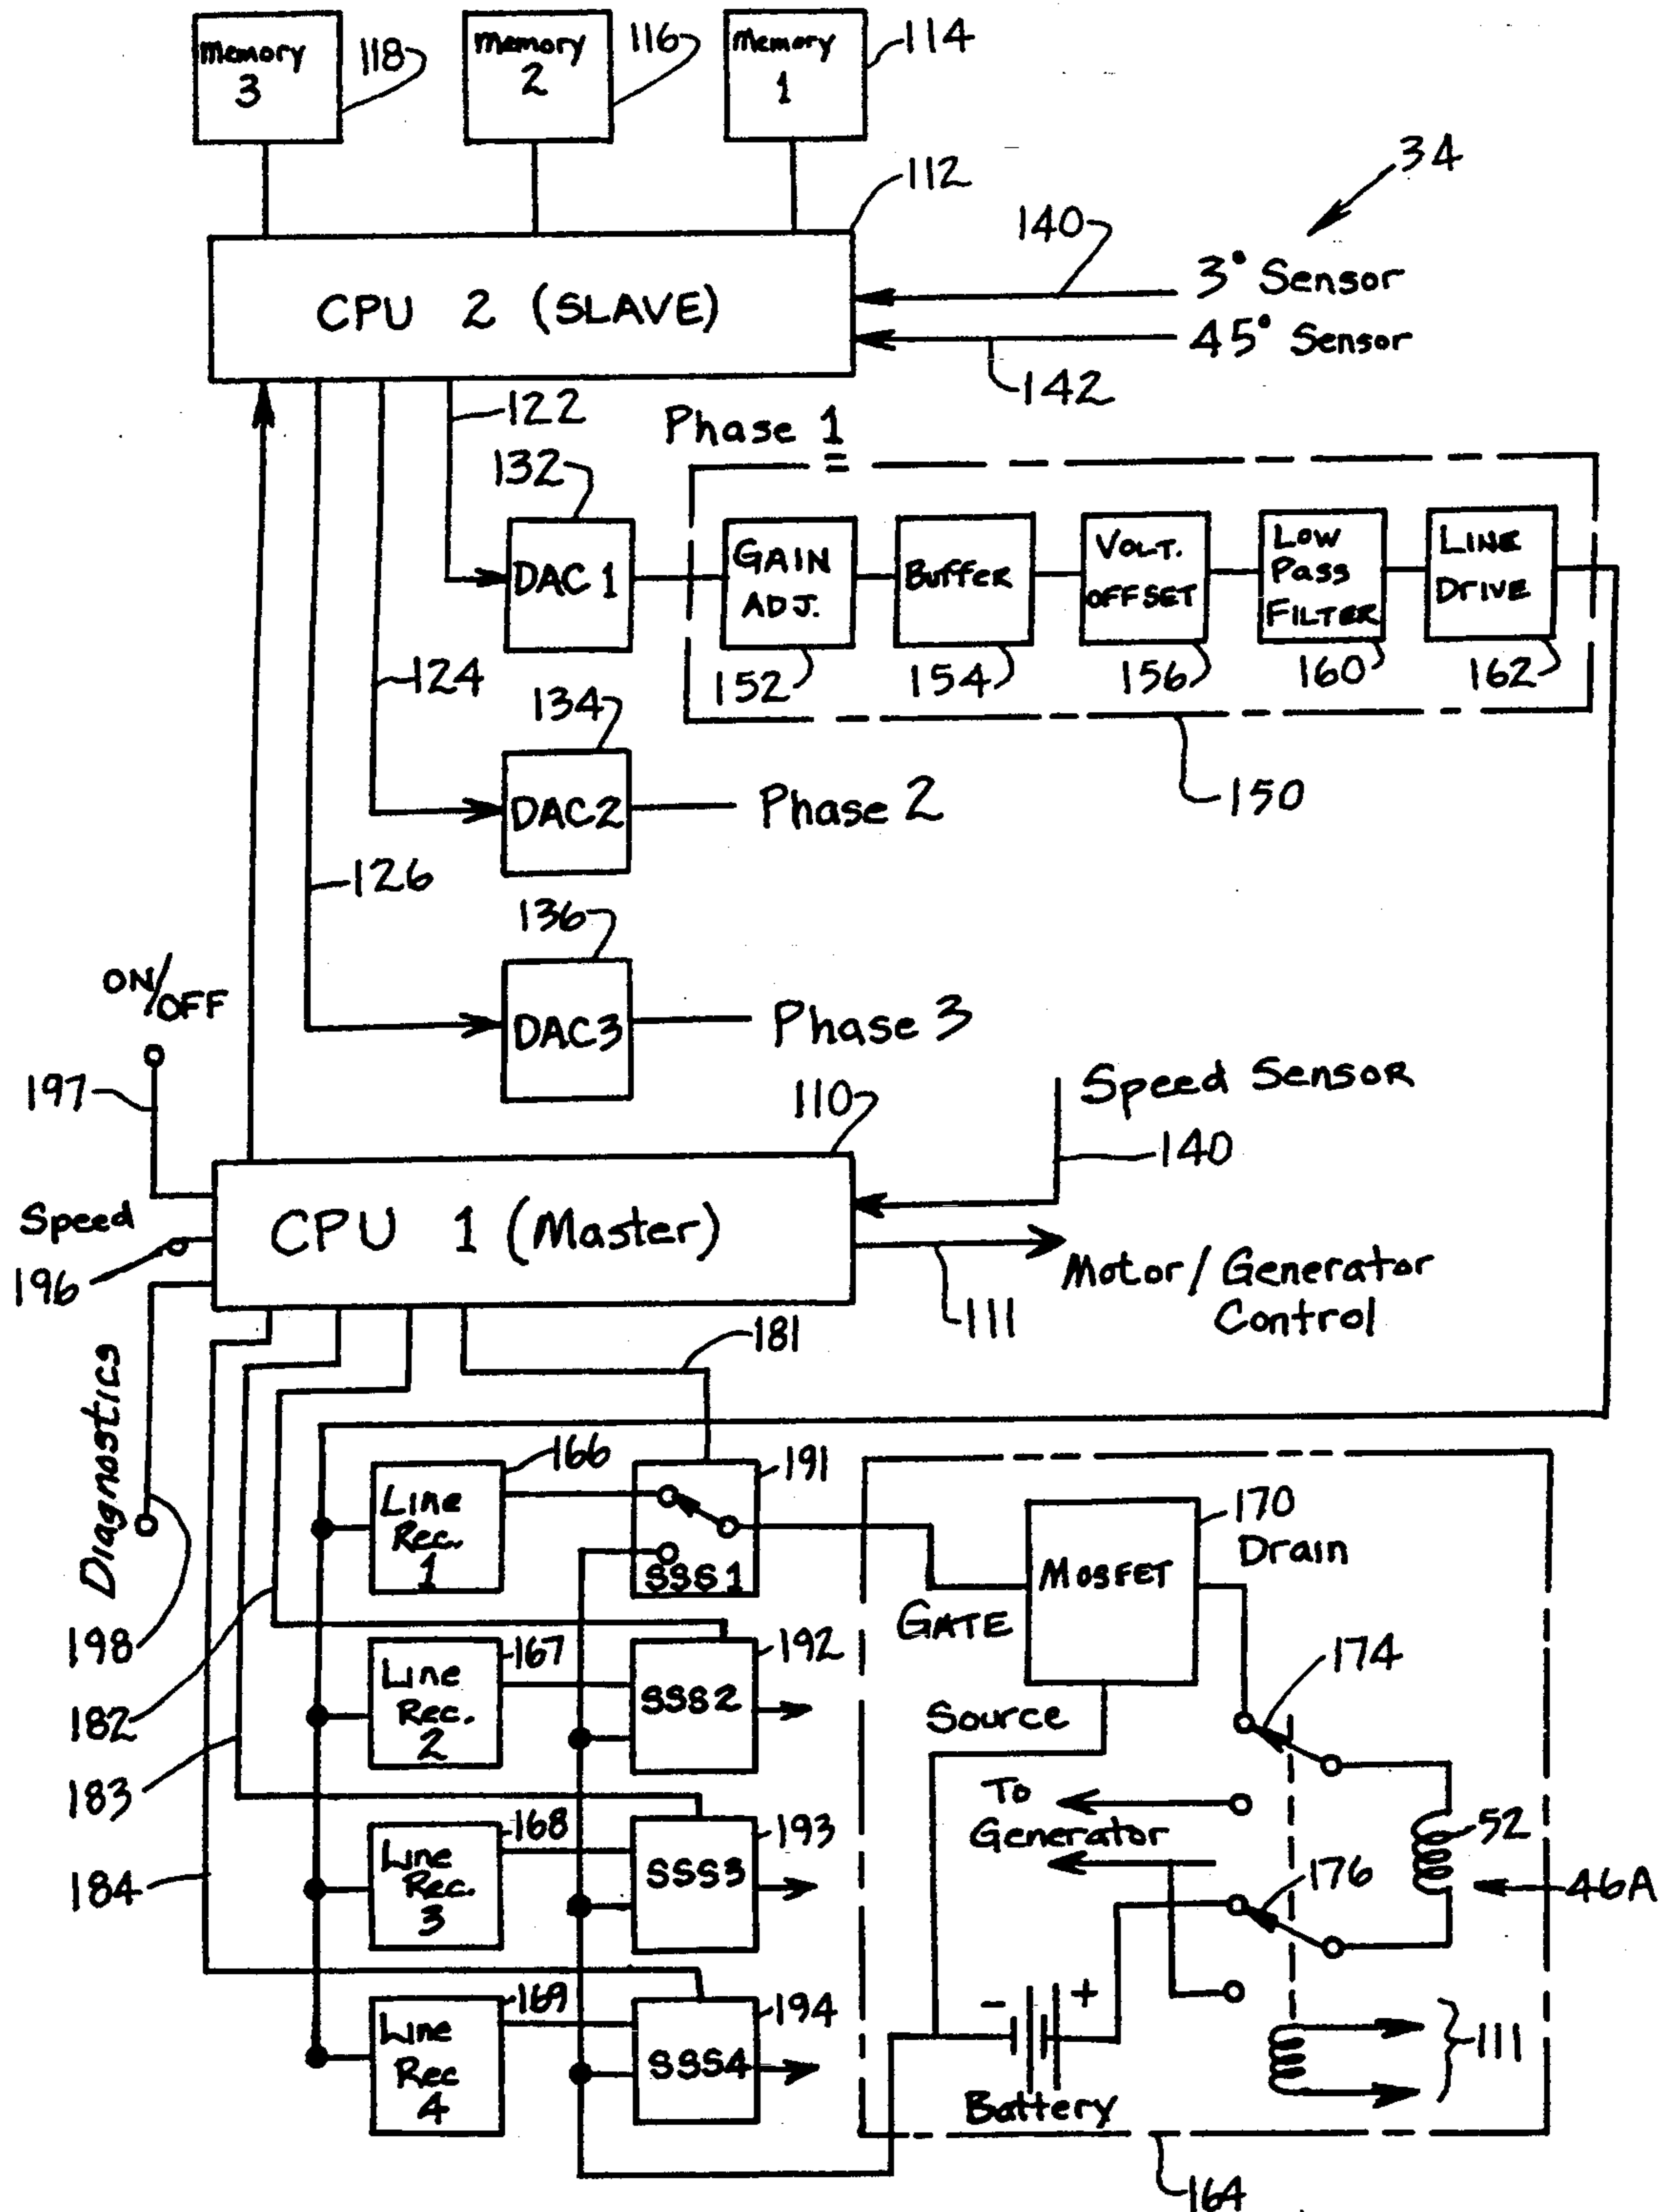 Memory
3
118
Memory
2
116
Memory
1
114
34
112
140
3° Sensor
CPU 2 (SLAVE)
45° Sensor
142
122
Phase 1
132
DAC 1
GAIN
ADJ.
Buffer
VOLT.
OFFSET
LOW
Pass
FILTER
LINE
DrIVE
152
154
156
160
162
124
134
150
DAC2
Phase 2
126
136
ON/OFF
DAC3
Phase 3
197
110
Speed Sensor
140
Speed
CPU 1 (Master)
196
Motor/Generator
Control
111
181
Diagnostics
166
191
Line
Rec.
1
SSS1
170
Drain
MOSFET
GATE
198
167
192
174
Line
Rec.
2
SSS2
Source
182
183
To
Generator
168
193
52
Line
Rec.
3
SSS3
176
46A
184
169
194
- +
111
Line
Rec
4
SSS4
Battery
164